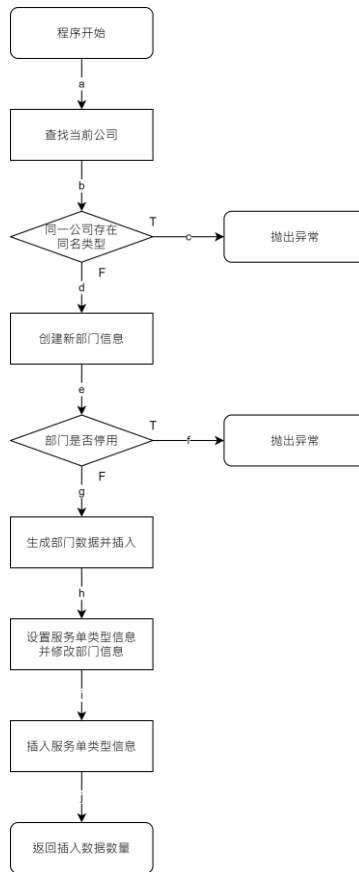 程序开始
a
查找当前公司
b
同一公司存在
同名类型
T
c
抛出异常
F
d
创建新部门信息
e
部门是否停用
T
f
抛出异常
F
g
生成部门数据并插入
h
设置服务单类型信息
并修改部门信息
i
插入服务单类型信息
j
返回插入数据数量